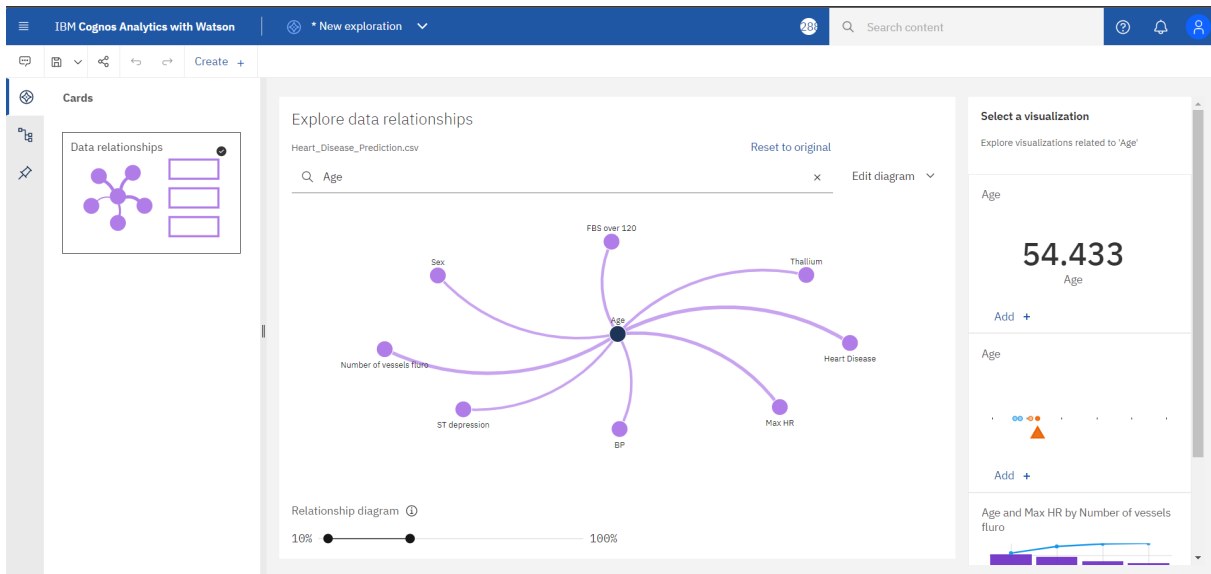 IBM Cognos Analytics with Watson
* New exploration
288
Search content
Create +
Cards
Data relationships
Explore data relationships
Heart_Disease_Prediction.csv
Reset to original
Age
Edit diagram
FBS over 120
Sex
Thallium
Age
Number of vessels fluro
Heart Disease
ST depression
Max HR
BP
Relationship diagram
10%
100%
Select a visualization
Explore visualizations related to 'Age'
Age
54.433
Age
Add +
Age
Add +
Age and Max HR by Number of vessels
fluro